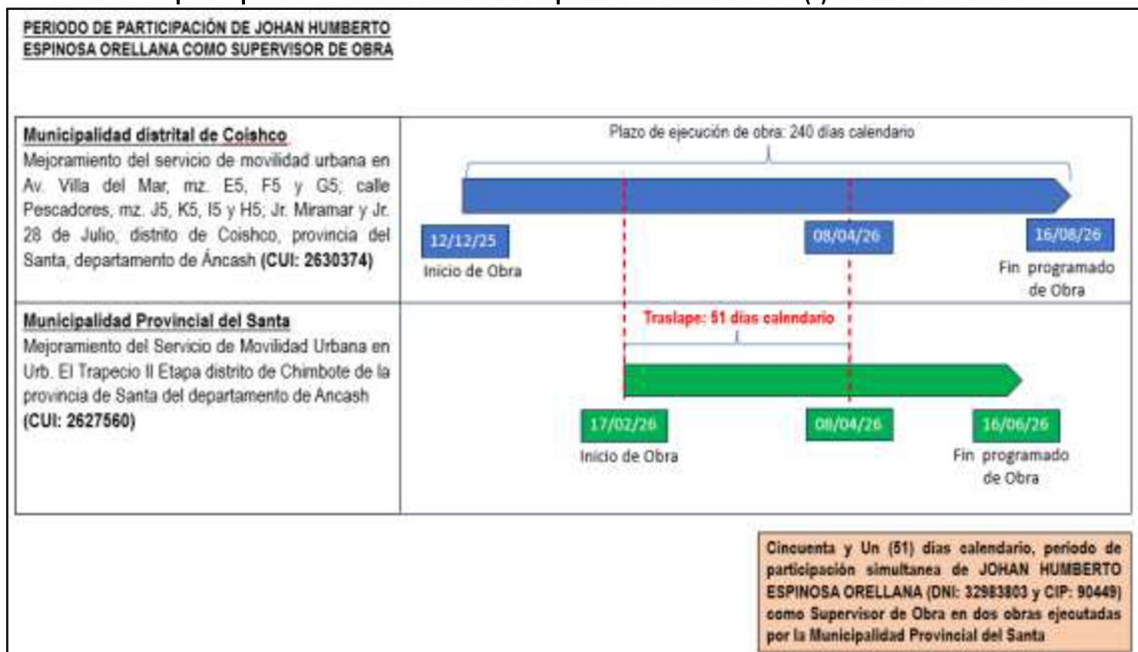 PERIODO DE PARTICIPACIÓN DE JOHAN HUMBERTO
ESPINOSA ORELLANA COMO SUPERVISOR DE OBRA
Municipalidad distrital de Coishco
Mejoramiento del servicio de movilidad urbana en
Av. Villa del Mar, mz. E5, F5 y G5; calle
Pescadores, mz. J5, K5, I5 y H5; Jr. Miramar y Jr.
28 de Julio, distrito de Coishco, provincia del
Santa, departamento de Áncash (CUI: 2630374)
Plazo de ejecución de obra: 240 días calendario
12/12/25
08/04/26
16/08/26
Inicio de Obra
Fin programado
de Obra
Municipalidad Provincial del Santa
Mejoramiento del Servicio de Movilidad Urbana en
Urb. El Trapecio II Etapa distrito de Chimbote de la
provincia de Santa del departamento de Ancash
(CUI: 2627560)
Traslape: 51 días calendario
17/02/26
08/04/26
16/06/26
Inicio de Obra
Fin programado
de Obra
Cincuenta y Un (51) días calendario, periodo de
participación simultanea de JOHAN HUMBERTO
ESPINOSA ORELLANA (DNI: 32983803 y CIP: 90449)
como Supervisor de Obra en dos obras ejecutadas
por la Municipalidad Provincial del Santa